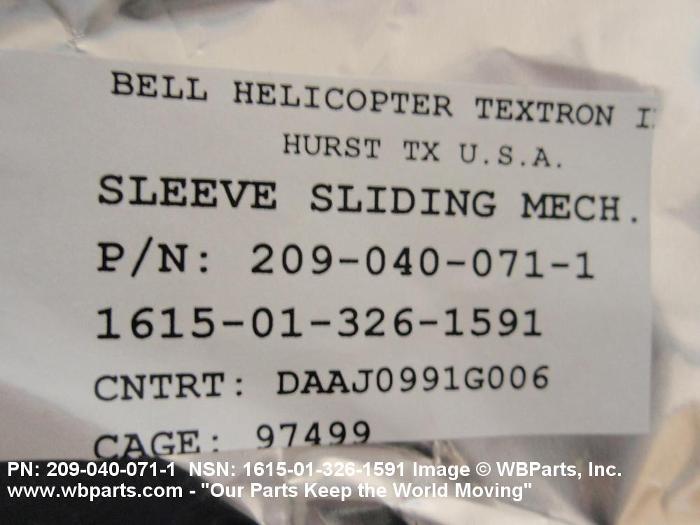 BELL HELICOPTER TEXTRON
HURST TX U.S.A.
SLEEVE SLIDING MECH.
P/N: 209-040-071-1
1615-01-326-1591
CNTRT: DAAJ0991G006
CAGE: 97499
PN: 209-040-071-1 NSN: 1615-01-326-1591 Image © WBParts, Inc.
www.wbparts.com - "Our Parts Keep the World Moving"